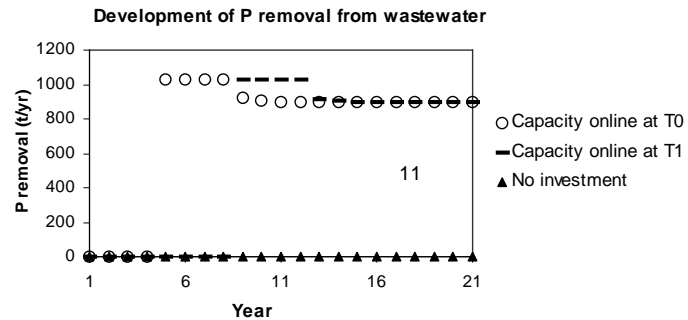 Development of P removal from wastewater
1200
1000
800
600
400
200
0
P removal (t/yr)
1 6 11 16 21
Year
11
Capacity online at T0
Capacity online at T1
No investment